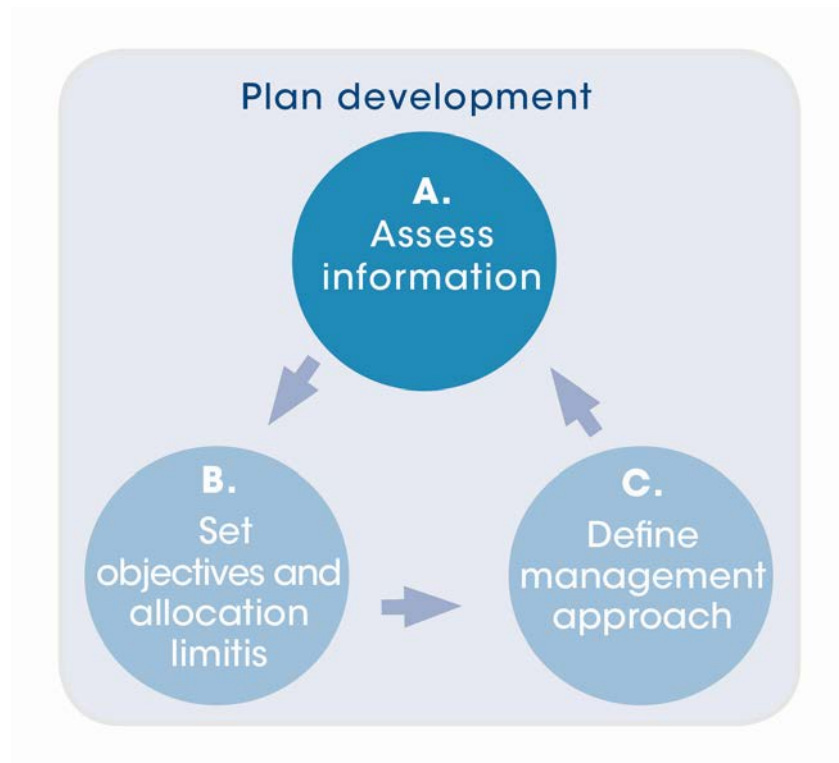 Plan development
A.
Assess
information
B.
Set
objectives and
allocation
limitis
C.
Define
management
approach